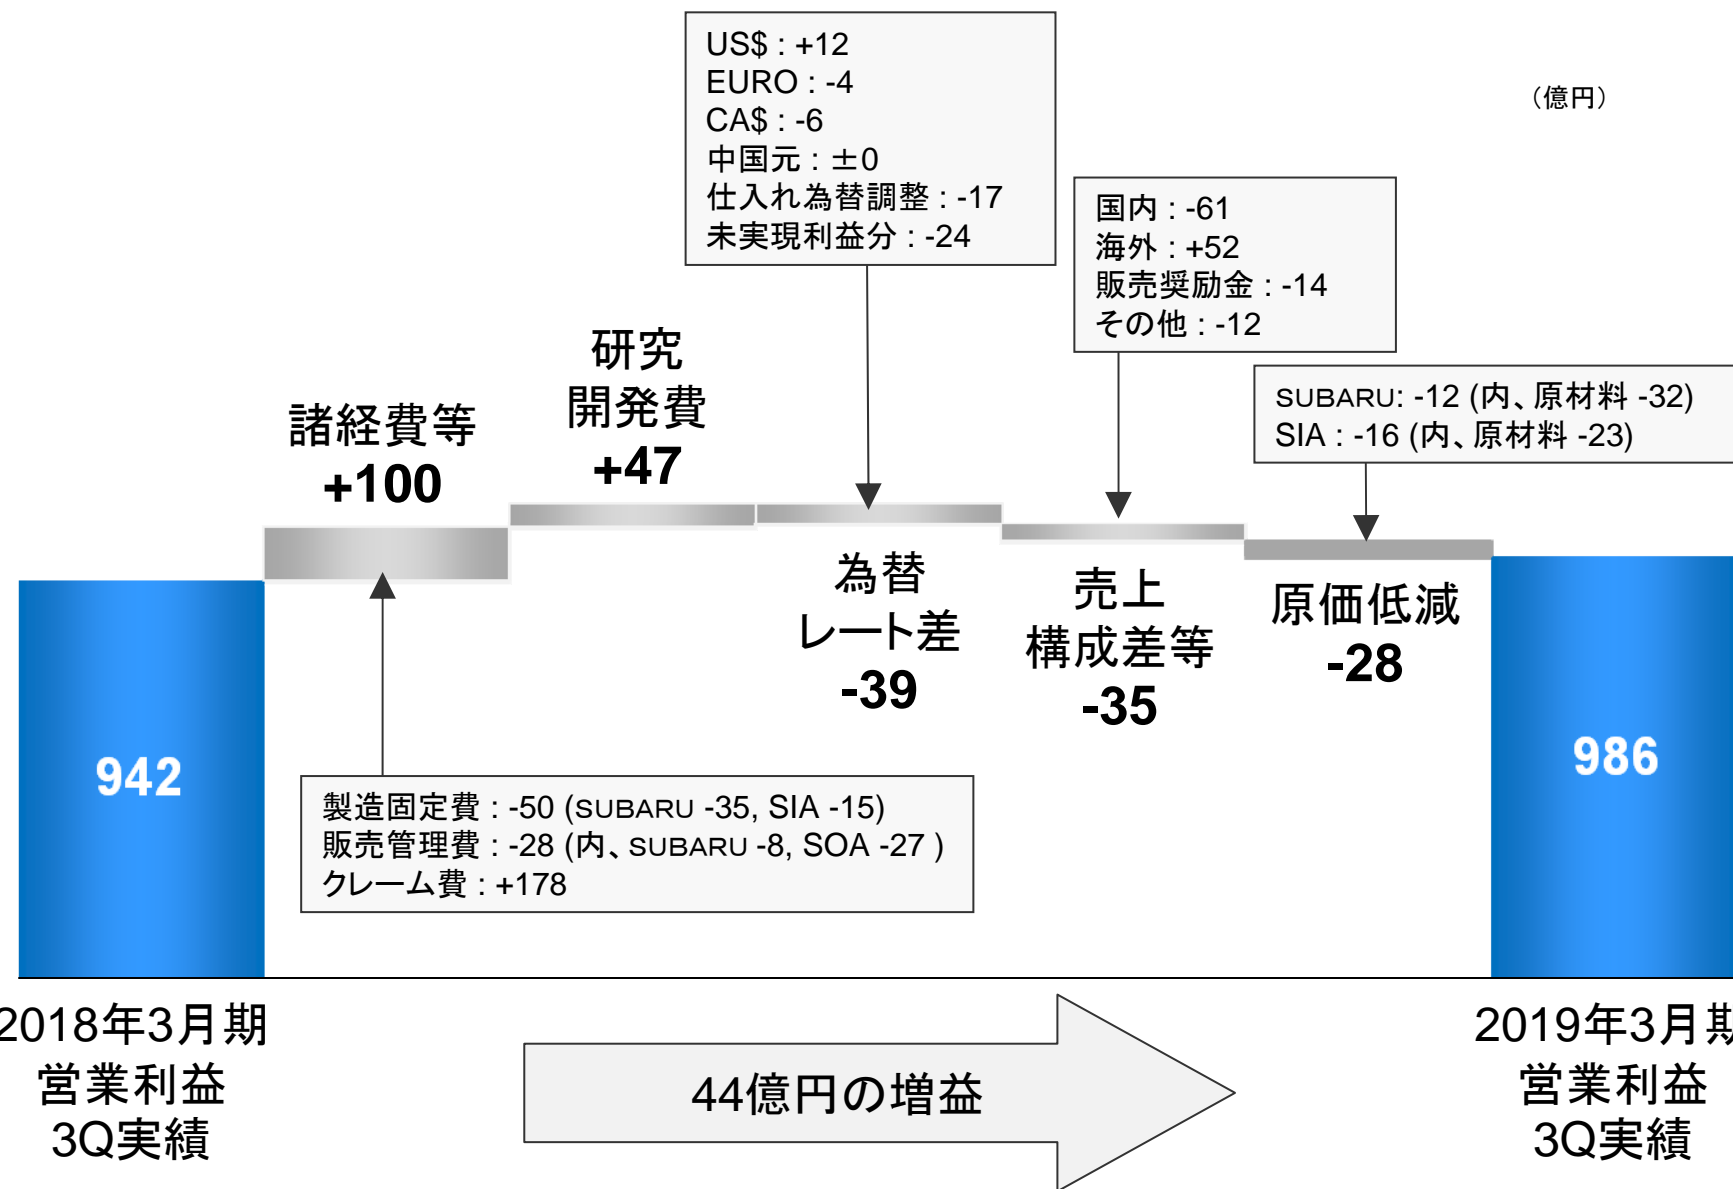 US$ : +12
EURO : -4
CA$ : -6
中国元 : ±0
仕入れ為替調整 : -17
未実現利益分 : -24
（億円）
国内 : -61
海外 : +52
販売奨励金 : -14
その他 : -12
SUBARU: -12 (内、原材料 -32)
SIA : -16 (内、原材料 -23)
諸経費等
+100
研究
開発費
+47
為替
レート差
-39
売上
構成差等
-35
原価低減
-28
942
986
製造固定費 : -50 (SUBARU -35, SIA -15)
販売管理費 : -28 (内、SUBARU -8, SOA -27 )
クレーム費 : +178
2018年3月期
営業利益
3Q実績
44億円の増益
2019年3月期
営業利益
3Q実績